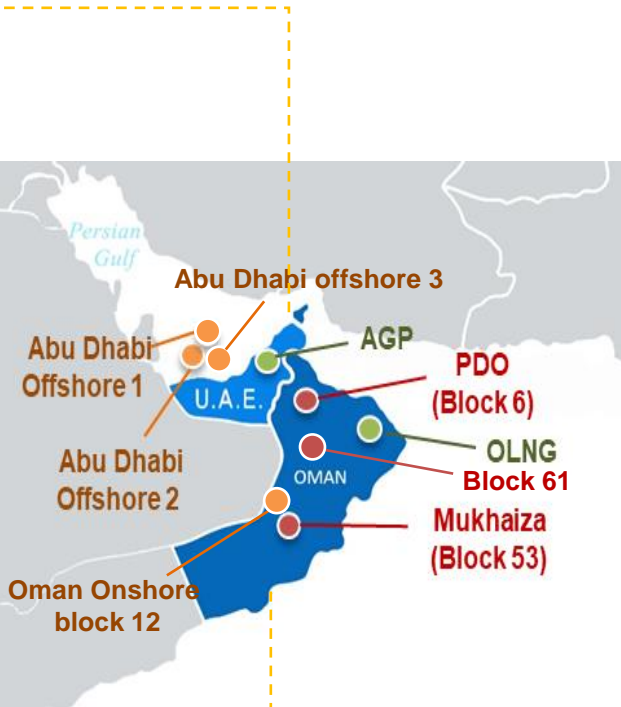 Persian
Gulf
Abu Dhabi offshore 3
Abu Dhabi
Offshore 1
AGP
U.A.E.
PDO
(Block 6)
Abu Dhabi
Offshore 2
OLNG
OMAN
Block 61
Mukhaiza
(Block 53)
Oman Onshore
block 12